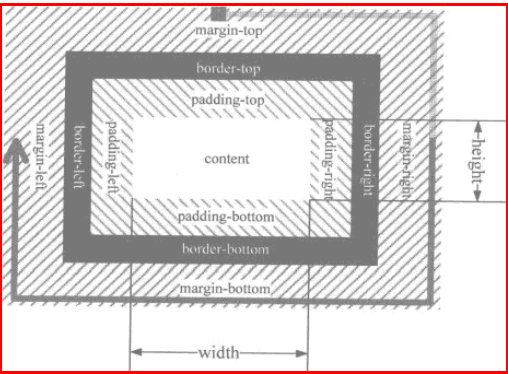 margin-top
border-top
padding-top
margin-left
border-left
padding-left
content
padding-right
border-right
margin-right
height
padding-bottom
border-bottom
margin-bottom
width